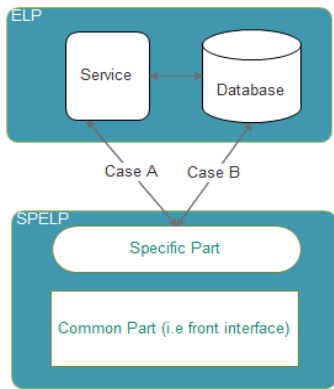 ELP
Service
Database
Case A
Case B
SPELP
Specific Part
Common Part (i.e front interface)